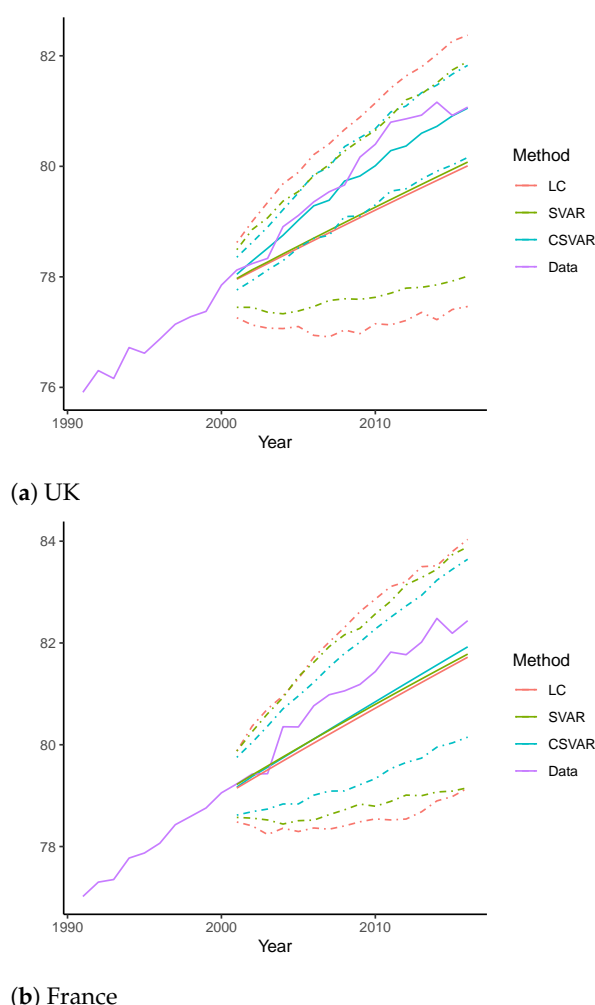 82
80
78
76
1990
2000
2010
Year
Method
LC
SVAR
CSVAR
Data
(a) UK
84
82
80
78
1990
2000
2010
Year
Method
LC
SVAR
CSVAR
Data
(b) France